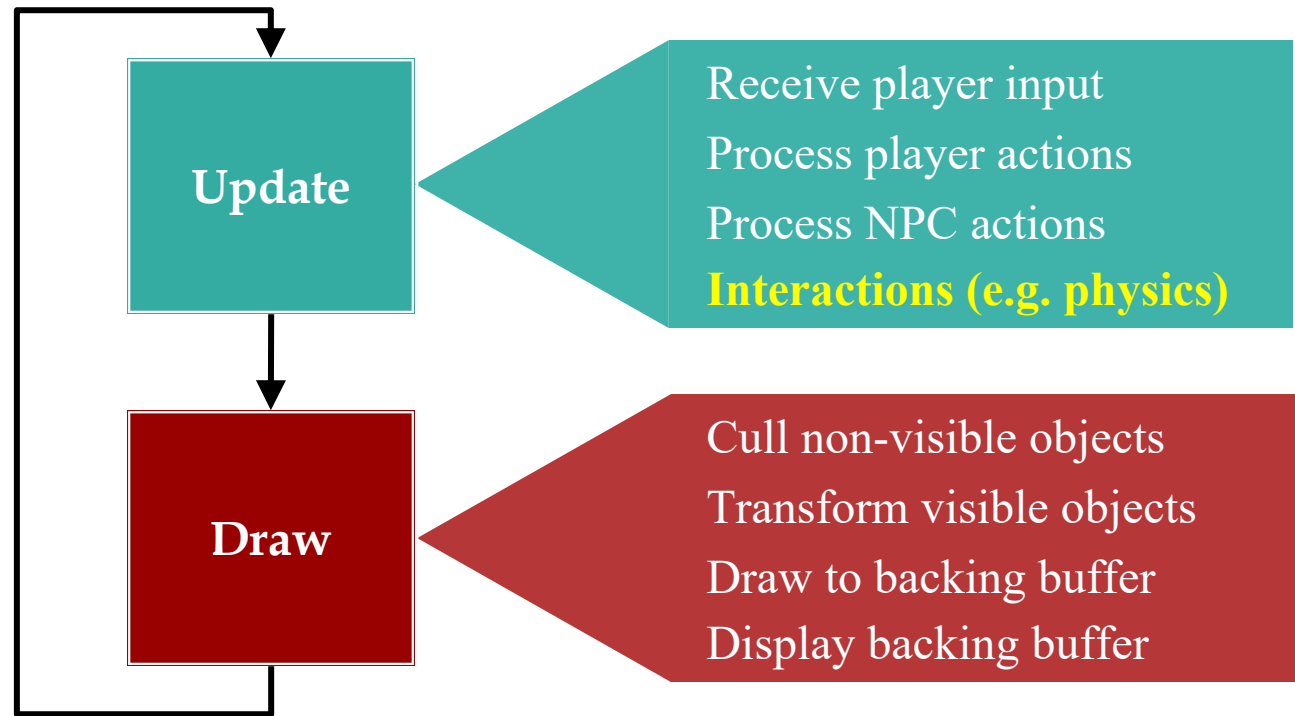 Update
Receive player input
Process player actions
Process NPC actions
Interactions (e.g. physics)
Draw
Cull non-visible objects
Transform visible objects
Draw to backing buffer
Display backing buffer